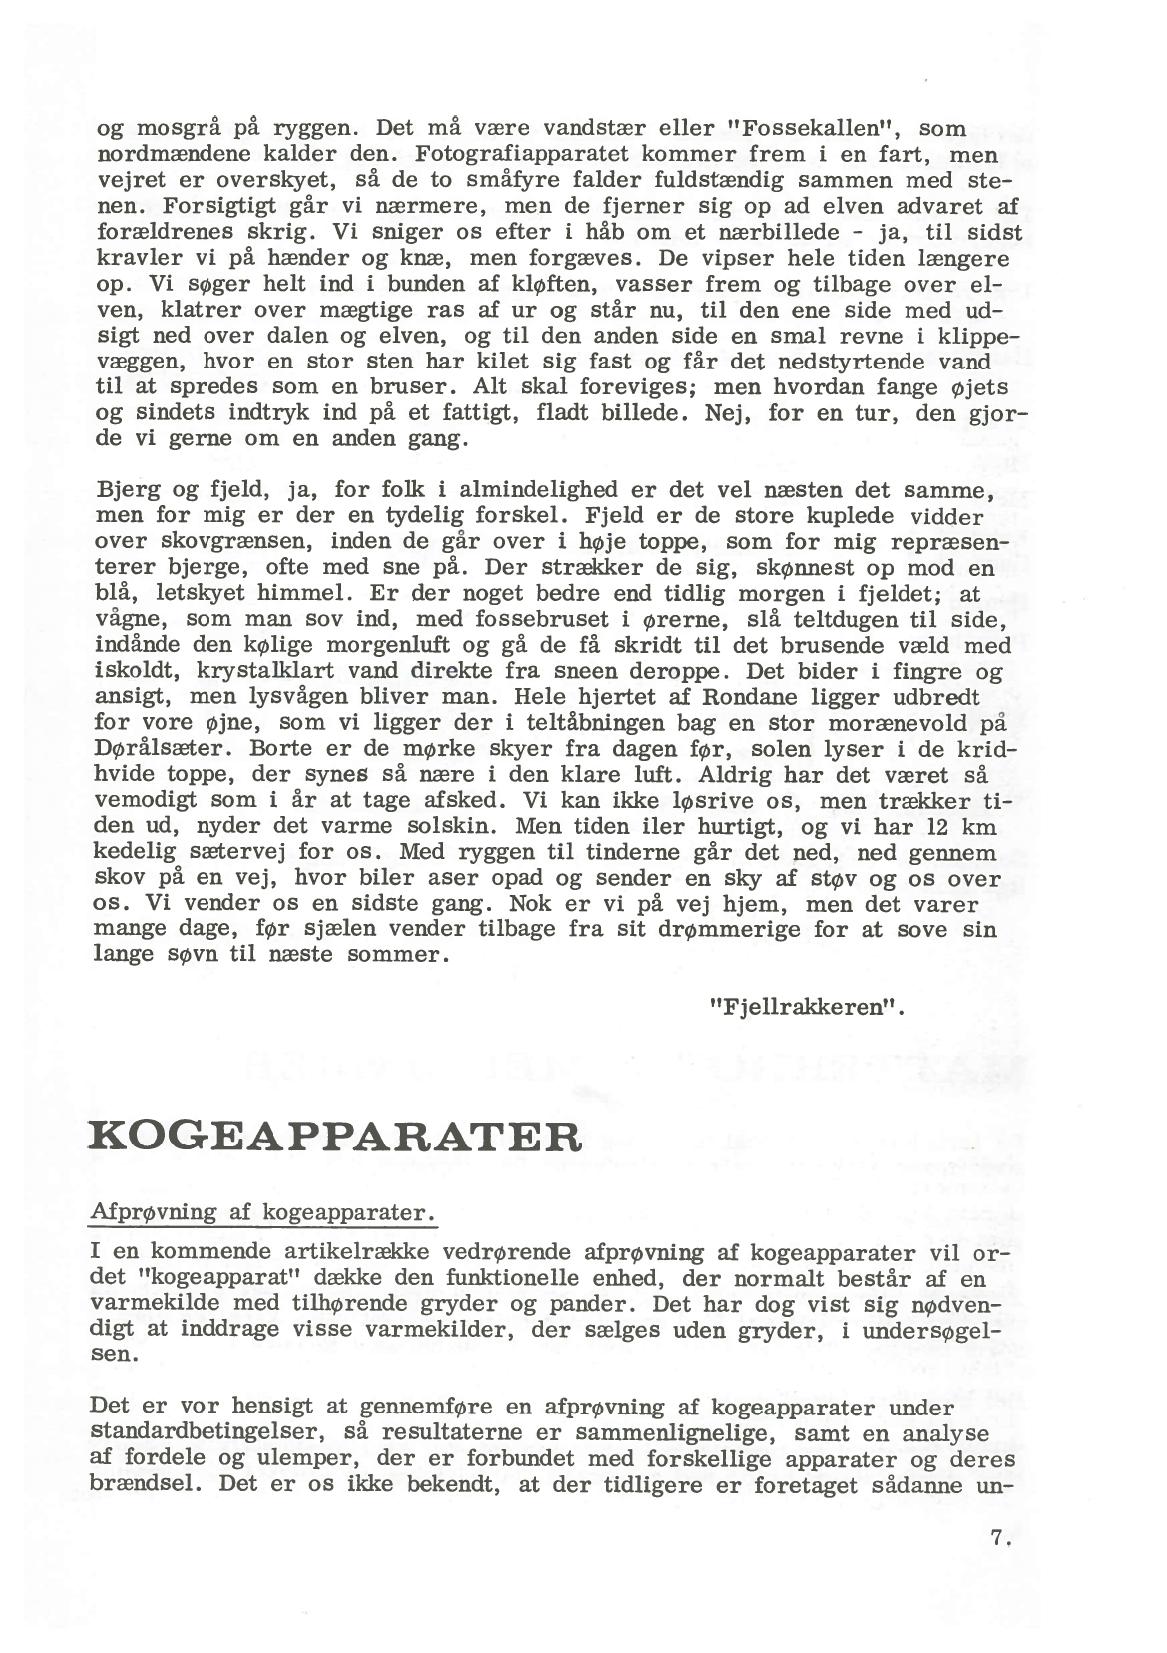 og mosgrå på ryggen. Det må være vandstær eller "Fossekallen", som
nordmændene kalder den. Fotografiapparatet kommer frem i en fart, men
vejret er overskyet, så de to småfyre falder fuldstændig sammen med ste-
nen. Forsigtigt går vi nærmere, men de fjerner sig op ad elven advaret af
forældrenes skrig. Vi sniger os efter i håb om et nærbillede - ja, til sidst
kravler vi på hænder og knæ, men forgæves. De vipser hele tiden længere
op. Vi søger helt ind i bunden af kløften, vasser frem og tilbage over el-
ven, klatrer over mægtige ras af ur og står nu, til den ene side med ud-
sigt ned over dalen og elven, og til den anden side en smal revne i klippe-
væggen, hvor en stor sten har kilet sig fast og får det nedstyrtende vand
til at spredes som en bruser. Alt skal foreviges; men hvordan fange øjets
og sindets indtryk ind på et fattigt, fladt billede. Nej, for en tur, den gjor-
de vi gerne om en anden gang.

Bjerg og fjeld, ja, for folk i almindelighed er det vel næsten det samme,
men for mig er der en tydelig forskel. Fjeld er de store kuplede vidder
over skovgrænsen, inden de går over i høje toppe, som for mig repræsen-
terer bjerge, ofte med sne på. Der strækker de sig, skønnest op mod en
blå, letskyet himmel. Er der noget bedre end tidlig morgen i fjeldet; at
vågne, som man sov ind, med fossebruset i ørerne, slå teltdugen til side,
indånde den kølige morgenluft og gå de få skridt til det brusende væld med
iskoldt, krystalklart vand direkte fra sneen deroppe. Det bider i fingre og
ansigt, men lysvågen bliver man. Hele hjertet af Rondane ligger udbredt
for vore øjne, som vi ligger der i teltåbningen bag en stor morænevold på
Dørålsæter. Borte er de mørke skyer fra dagen før, solen lyser i de krid-
hvide toppe, der synes så nære i den klare luft. Aldrig har det været så
vemodigt som i år at tage afsked. Vi kan ikke løsrive os, men trækker ti-
den ud, nyder det varme solskin. Men tiden iler hurtigt, og vi har 12 km
kedelig sætervej for os. Med ryggen til tinderne går det ned, ned gennem
skov på en vej, hvor biler aser opad og sender en sky af støv og os over
os. Vi vender os en sidste gang. Nok er vi på vej hjem, men det varer
mange dage, før sjælen vender tilbage fra sit drømmerige for at sove sin
lange søvn til næste sommer.

"Fjellrakkeren".

KOGEAPPARATER

Afprøvning af kogeapparater.
I en kommende artikelrække vedrørende afprøvning af kogeapparater vil or-
det "kogeapparat" dække den funktionelle enhed, der normalt består af en
varmekilde med tilhørende gryder og pander. Det har dog vist sig nødven-
digt at inddrage visse varmekilder, der sælges uden gryder, i undersøgel-
sen.

Det er vor hensigt at gennemføre en afprøvning af kogeapparater under
standardbetingelser, så resultaterne er sammenlignelige, samt en analyse
af fordele og ulemper, der er forbundet med forskellige apparater og deres
brændsel. Det er os ikke bekendt, at der tidligere er foretaget sådanne un-

7.